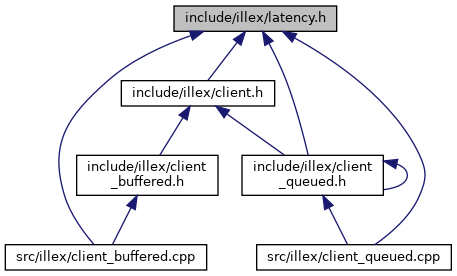 include/illex/latency.h
include/illex/client.h
include/illex/client
_buffered.h
include/illex/client
_queued.h
src/illex/client_buffered.cpp
src/illex/client_queued.cpp